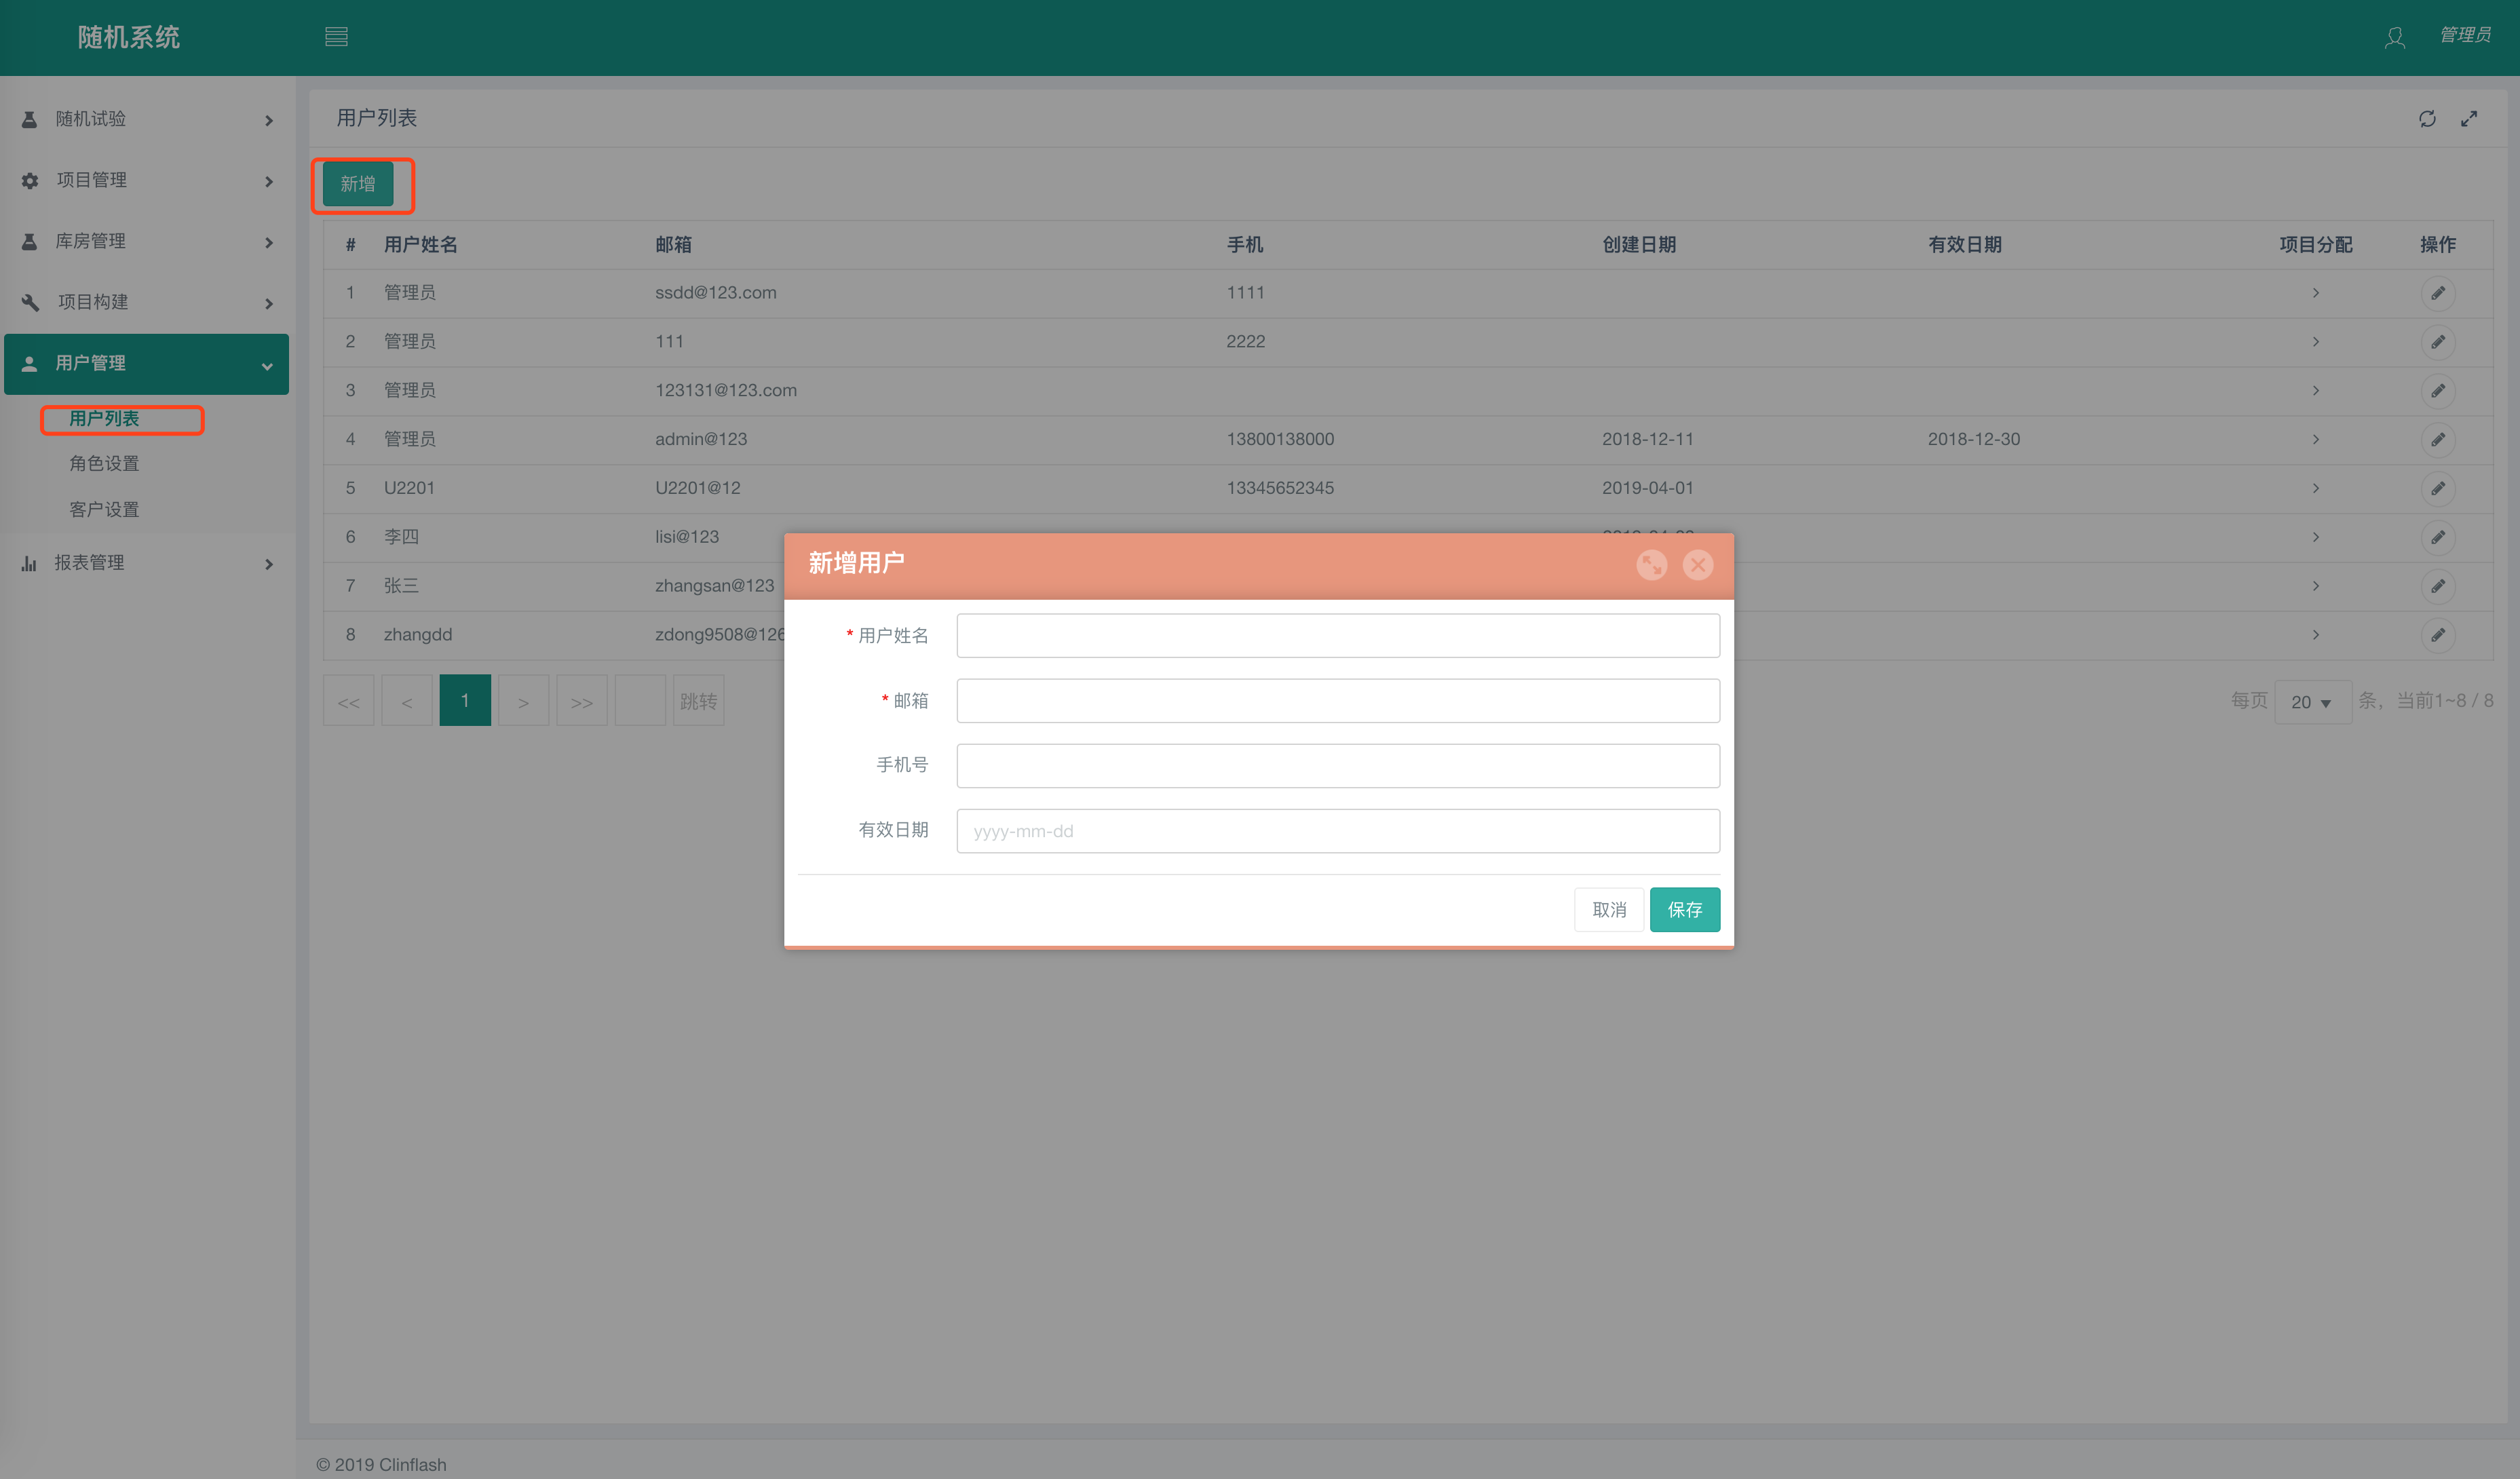 随机系统
管理员
随机试验
项目管理
库房管理
项目构建
用户管理
用户列表
角色设置
客户设置
报表管理
用户列表
新增
# 用户姓名 邮箱 手机 创建日期 有效日期 项目分配 操作
1 管理员 ssdd@123.com 1111 >
2 管理员 111 2222 >
3 管理员 123131@123.com >
4 管理员 admin@123 13800138000 2018-12-11 2018-12-30 >
5 U2201 U2201@12 13345652345 2019-04-01 >
6 李四 lisi@123 >
7 张三 zhangsan@123 >
8 zhangdd zdong9508@126 >
<< < 1 > >> 跳转
每页 20 条，当前1~8 / 8
新增用户
* 用户姓名
* 邮箱
手机号
有效日期 yyyy-mm-dd
取消 保存
© 2019 Clinflash